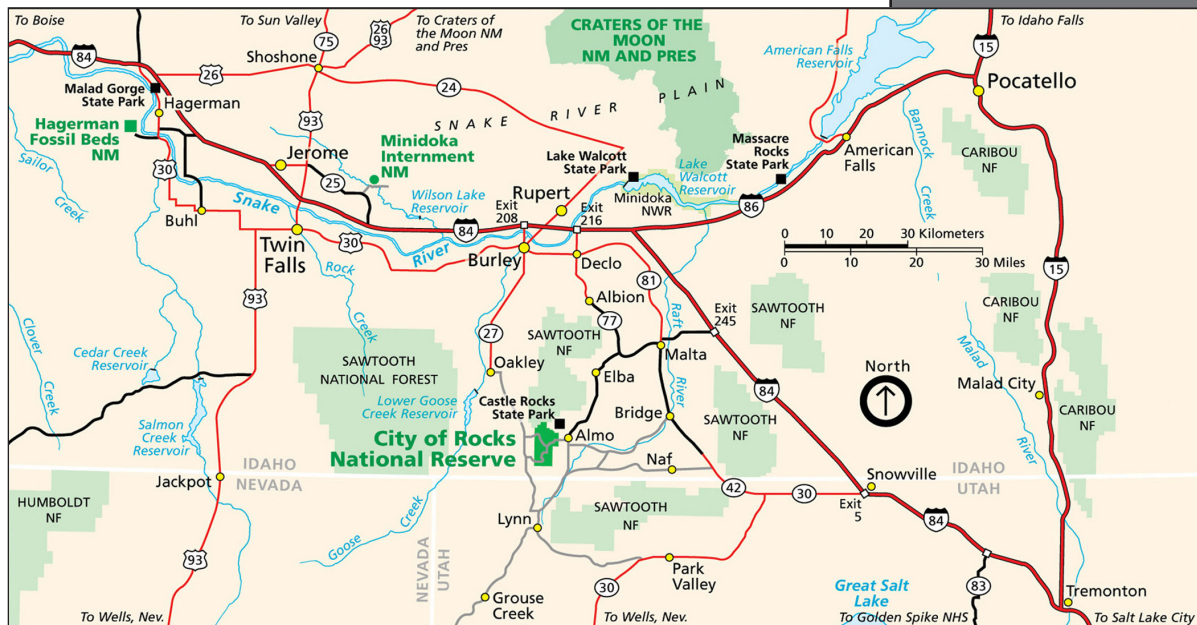 To Boise
To Sun Valley
To Craters of
the Moon NM
and Pres
CRATERS OF THE
MOON
NM AND PRES
To Idaho Falls
84
75
26
93
15
American Falls
Reservoir
Shoshone
26
24
Pocatello
Malad Gorge
State Park
Hagerman
93
SNAKE RIVER PLAIN
Hagerman
Fossil Beds
NM
Minidoka
Internment
NM
Massacre
Rocks
State Park
American
Falls
Bannock
Creek
CARIBOU
NF
Sailor
Creek
30
Jerome
25
Lake Walcott
State Park
Lake
Walcott
Reservoir
Minidoka
NWR
86
Snake
River
Wilson Lake
Reservoir
Rupert
Exit
208
Exit
216
Buhl
Twin
Falls
30
84
Burley
Declo
0 10 20 30 Kilometers
0 10 20 30 Miles
15
93
Rock
Creek
81
Albion
77
Raft
River
Exit
245
SAWTOOTH
NF
CARIBOU
NF
Clover
Creek
Cedar Creek
Reservoir
SAWTOOTH
NATIONAL FOREST
27
SAWTOOTH
NF
Oakley
Malta
Malad
River
Elba
North
84
Malad City
Lower Goose
Creek Reservoir
Castle Rocks
State Park
Bridge
SAWTOOTH
NF
CARIBOU
NF
Salmon
Creek
Reservoir
City of Rocks
National Reserve
Almo
Naf
IDAHO
NEVADA
Jackpot
42
30
Snowville
Exit
5
IDAHO
UTAH
HUMBOLDT
NF
Goose
Creek
Lynn
SAWTOOTH
NF
84
93
NEVADA
UTAH
Park
Valley
30
83
Grouse
Creek
Great Salt
Lake
Tremonton
To Wells, Nev.
To Wells, Nev.
To Golden Spike NHS
To Salt Lake City